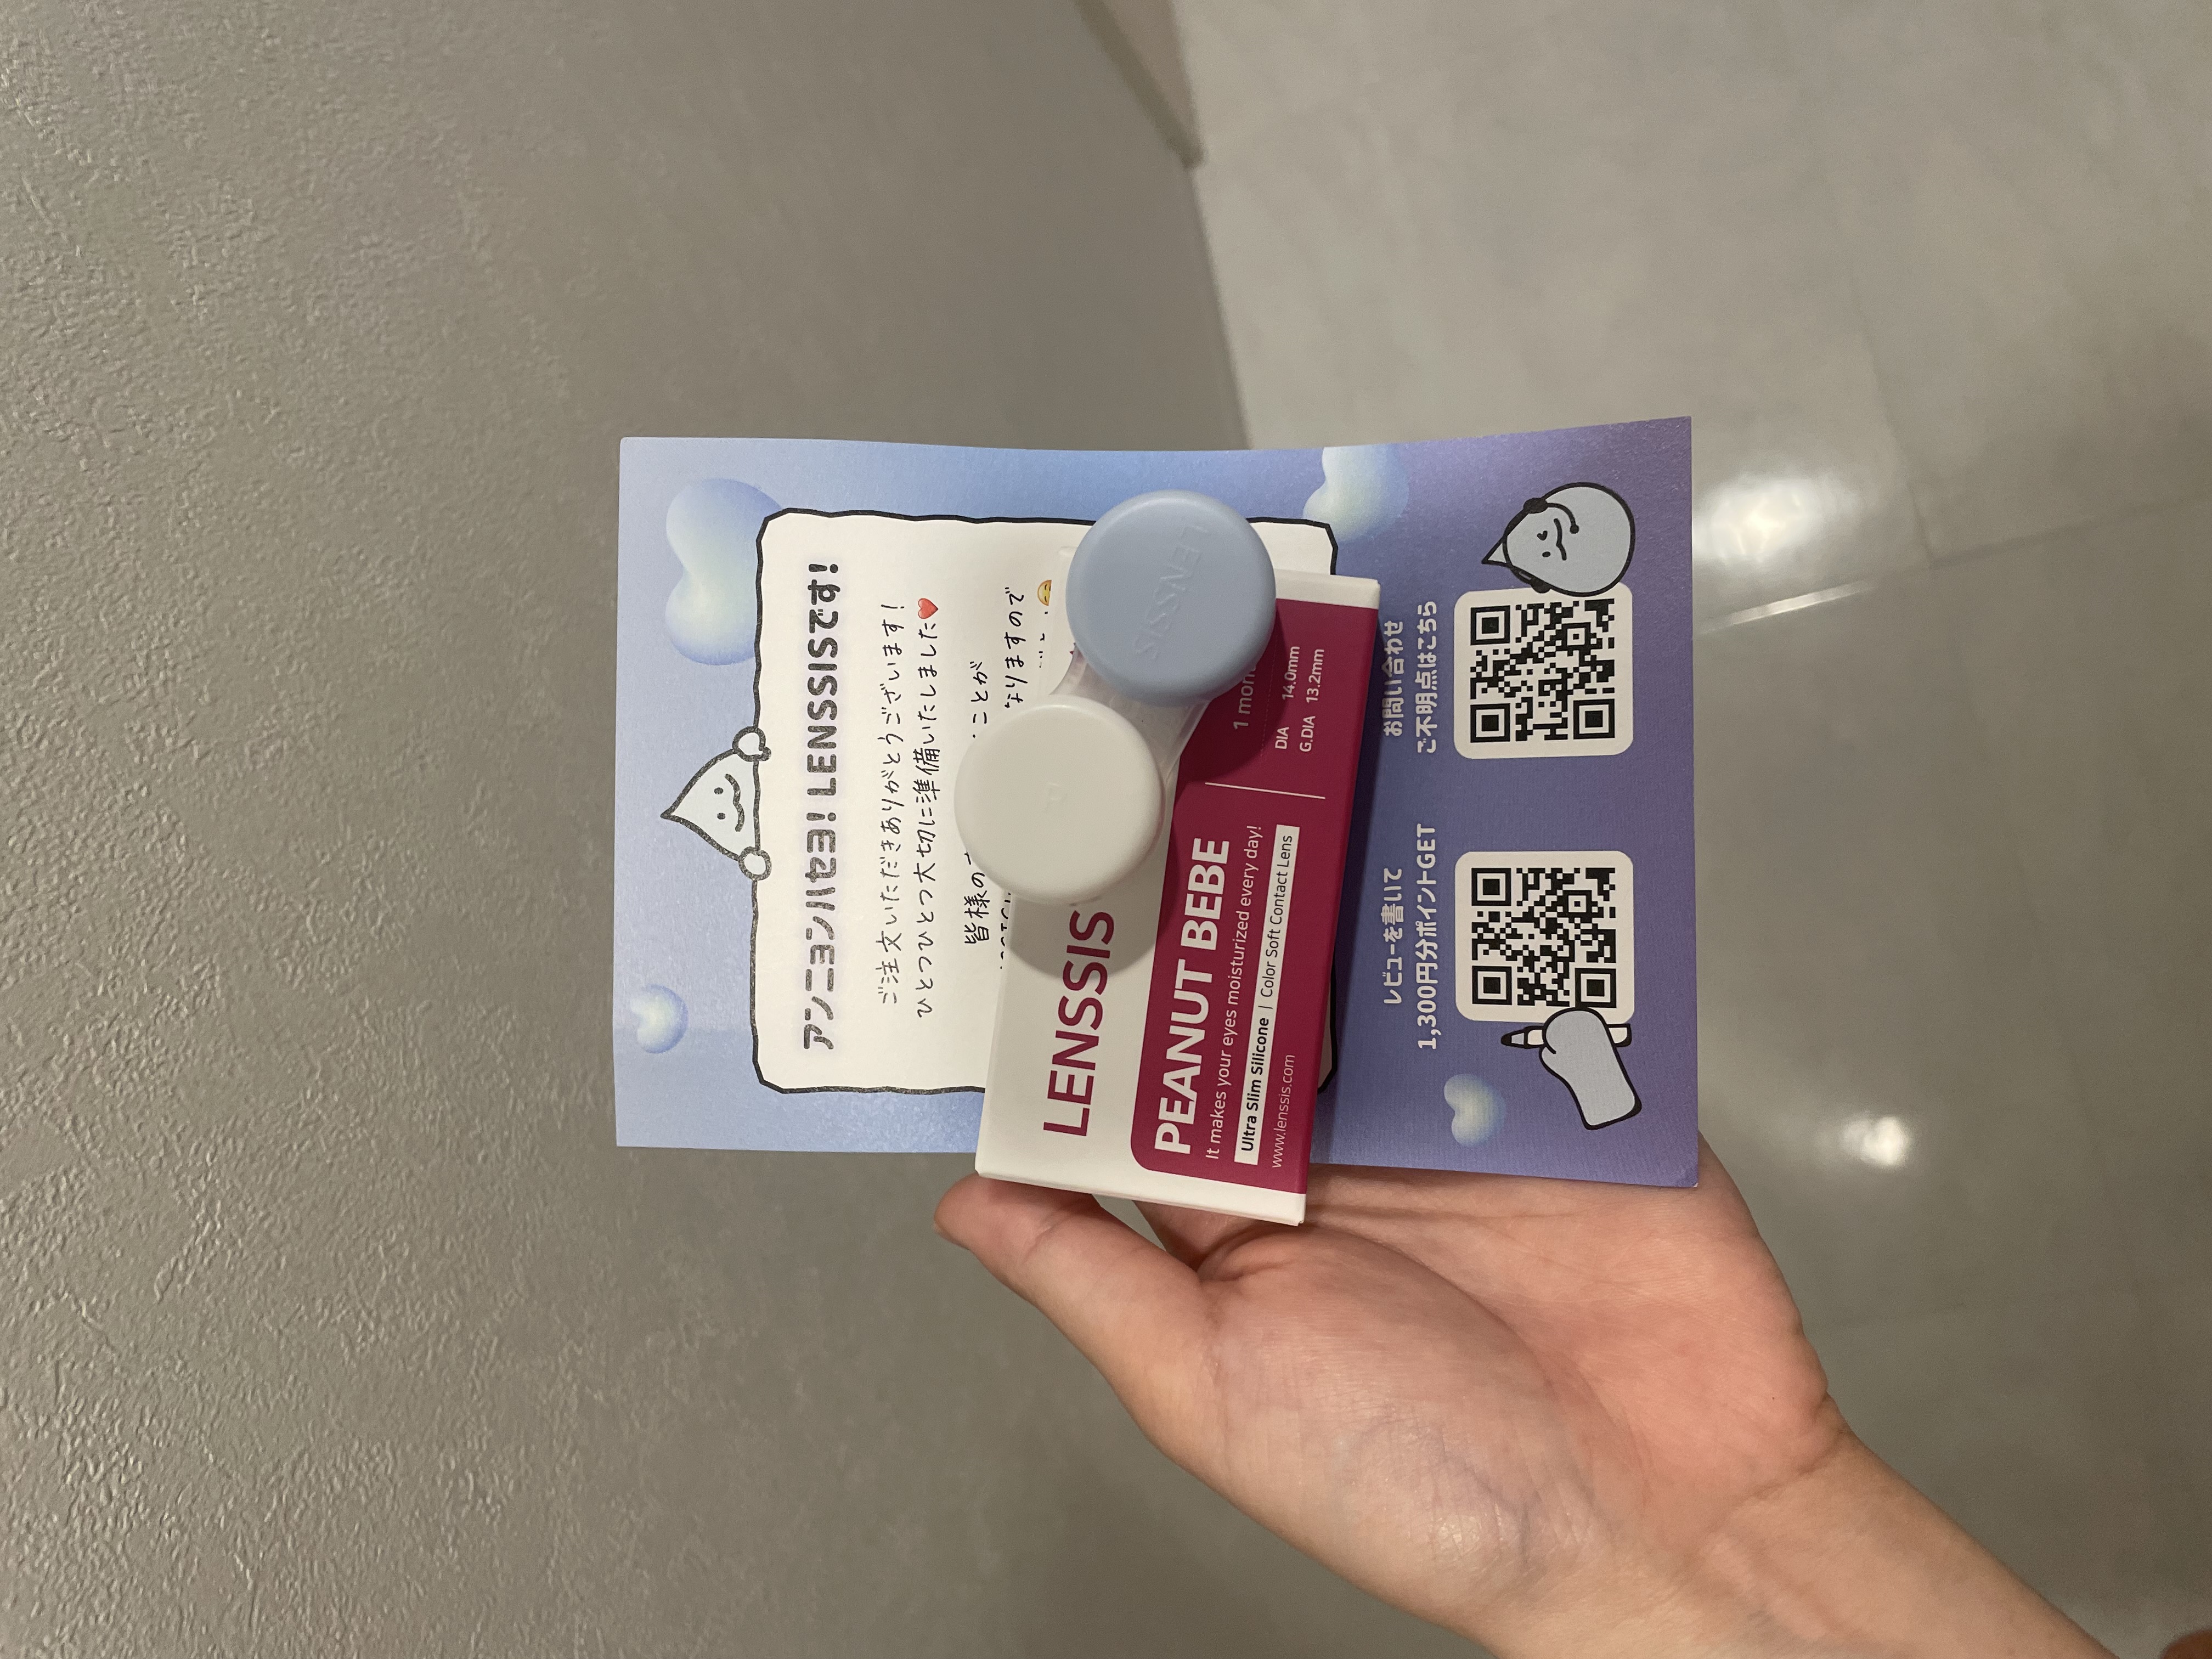 アンニョンハセヨ! LENSSISです!
ご注文いただきありがとうございます!
ひとつひとつ大切に準備いたしました❤️
皆様の
ことが
なりますので
LENSSIS
PEANUT BEBE
It makes your eyes moisturized every day!
Ultra Slim Silicone | Color Soft Contact Lens
www.lenssis.com
1
DIA 14.0mm
G.DIA 13.2mm
LENSSIS
レビューを書いて
1,300円分ポイントGET
お問い合わせ
ご不明点はこちら